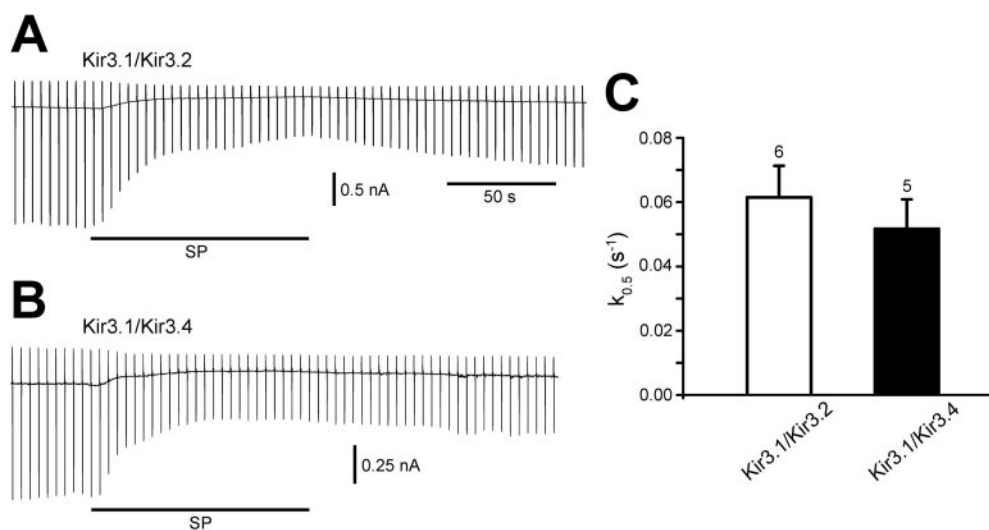 A
Kir3.1/Kir3.2
0.5 nA
50 s
SP
B
Kir3.1/Kir3.4
0.25 nA
SP
C
0.08
0.06
0.04
0.02
0.00
k0.5 (s-1)
6
5
Kir3.1/Kir3.2
Kir3.1/Kir3.4